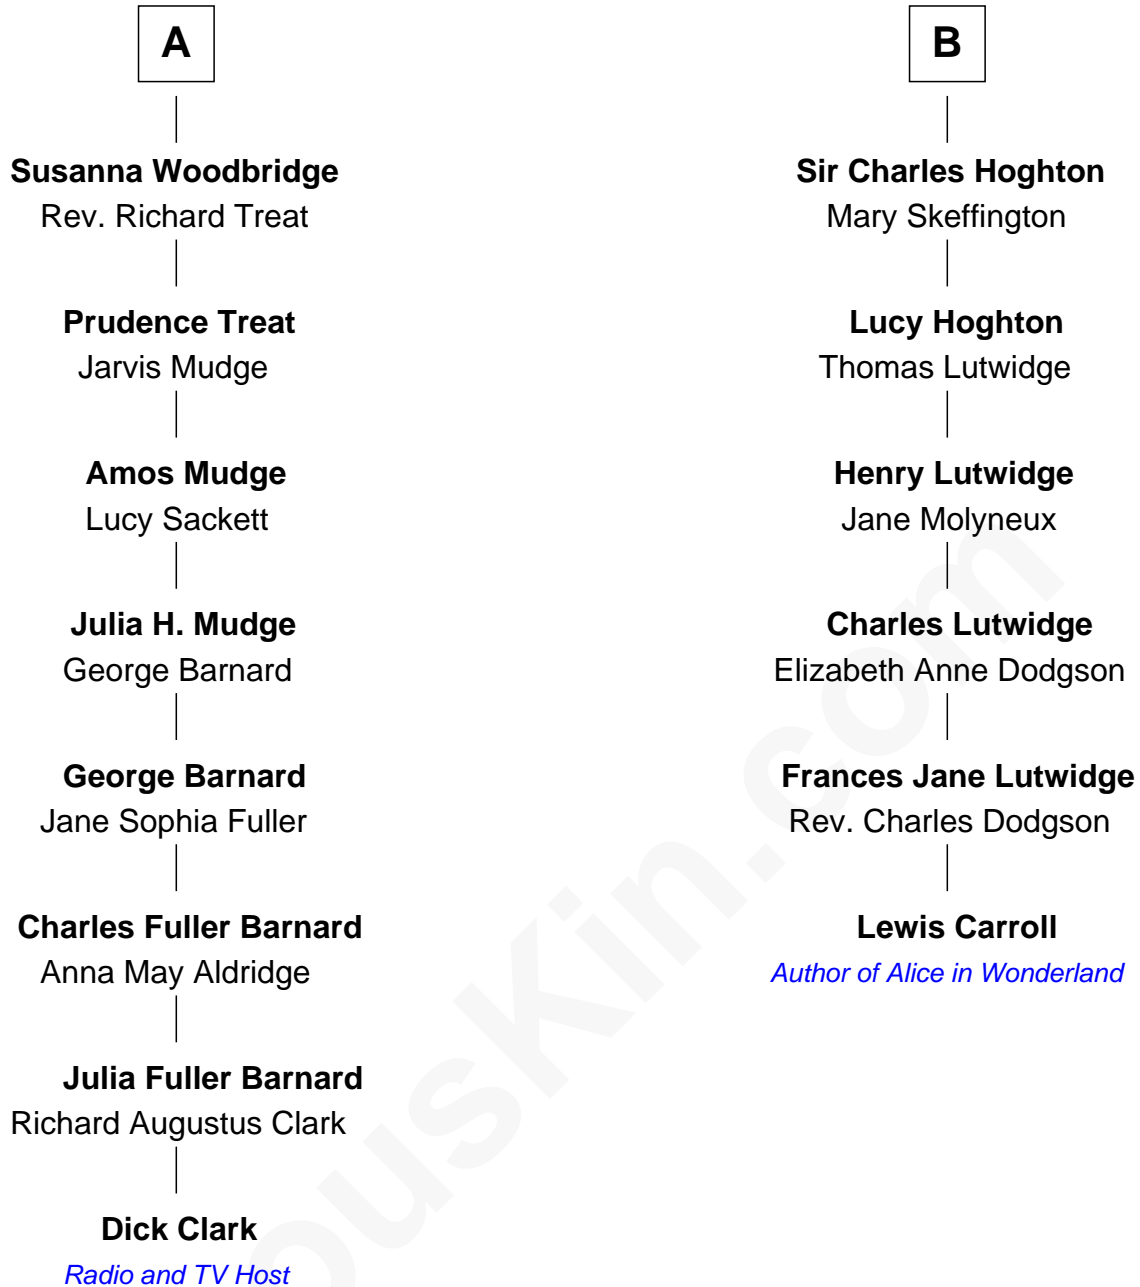 A
Susanna Woodbridge
Rev. Richard Treat
Prudence Treat
Jarvis Mudge
Amos Mudge
Lucy Sackett
Julia H. Mudge
George Barnard
George Barnard
Jane Sophia Fuller
Charles Fuller Barnard
Anna May Aldridge
Julia Fuller Barnard
Richard Augustus Clark
Dick Clark
Radio and TV Host
B
Sir Charles Hoghton
Mary Skeffington
Lucy Hoghton
Thomas Lutwidge
Henry Lutwidge
Jane Molyneux
Charles Lutwidge
Elizabeth Anne Dodgson
Frances Jane Lutwidge
Rev. Charles Dodgson
Lewis Carroll
Author of Alice in Wonderland
ousKin.com